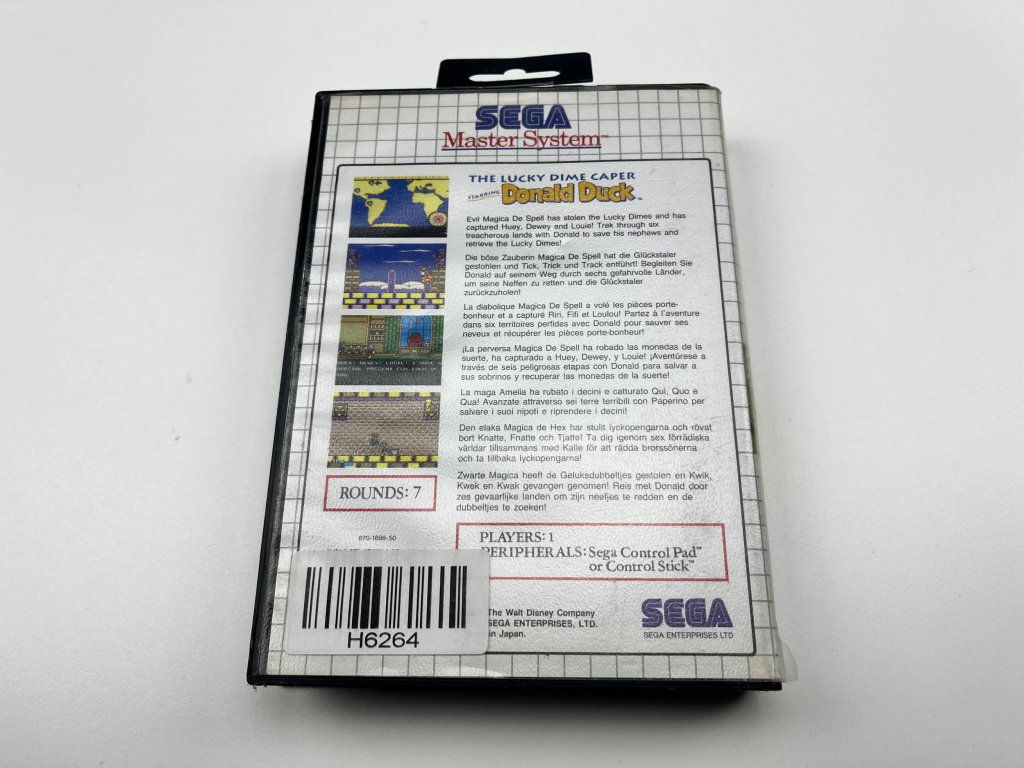 SEGA
Master System™
THE LUCKY DIME CAPER
STARRING Donald Duck™
Evil Magica De Spell has stolen the Lucky Dimes and has
captured Huey, Dewey and Louie! Trek through six
treacherous lands with Donald to save his nephews and
retrieve the Lucky Dimes!
Die böse Zauberin Magica De Spell hat die Glückstaler
gestohlen und Tick, Trick und Track entführt! Begleiten Sie
Donald auf seinem Weg durch sechs gefahrvolle Länder,
um seine Neffen zu retten und die Glückstaler
zurückzuholen!
La diabolique Magica De Spell a volé les pièces porte-
bonheur et a capturé Riri, Fifi et Loulou! Partez à l'aventure
dans six territoires perfides avec Donald pour sauver ses
neveux et récupérer les pièces porte-bonheur!
¡La perversa Magica De Spell ha robado las monedas de la
suerte, ha capturado a Huey, Dewey, y Louie! ¡Aventúrese a
través de seis peligrosas etapas con Donald para salvar a
sus sobrinos y recuperar las monedas de la suerte!
La maga Amelia ha rubato i decini e catturato Qui, Quo e
Qua! Avanzate attraverso sei terre terribili con Paperino per
salvare i suoi nipoti e riprendere i decini!
Den elaka Magica de Hex har stulit lyckopengarna och rövat
bort Knatte, Fnatte och Tjatte! Ta dig igenom sex förrädiska
världar tillsammans med Kalle för att rädda brorssönerna
och ta tillbaka lyckopengarna!
Zwarte Magica heeft de Geluksdubbeltjes gestolen en Kwik,
Kwek en Kwak gevangen genomen! Reis met Donald door
zes gevaarlijke landen om zijn neefjes te redden en de
dubbeltjes te zoeken!
ROUNDS: 7
670-1698-50
PLAYERS: 1
PERIPHERALS: Sega Control Pad™
or Control Stick™
The Walt Disney Company
SEGA ENTERPRISES, LTD.
in Japan.
SEGA
SEGA ENTERPRISES LTD
H6264